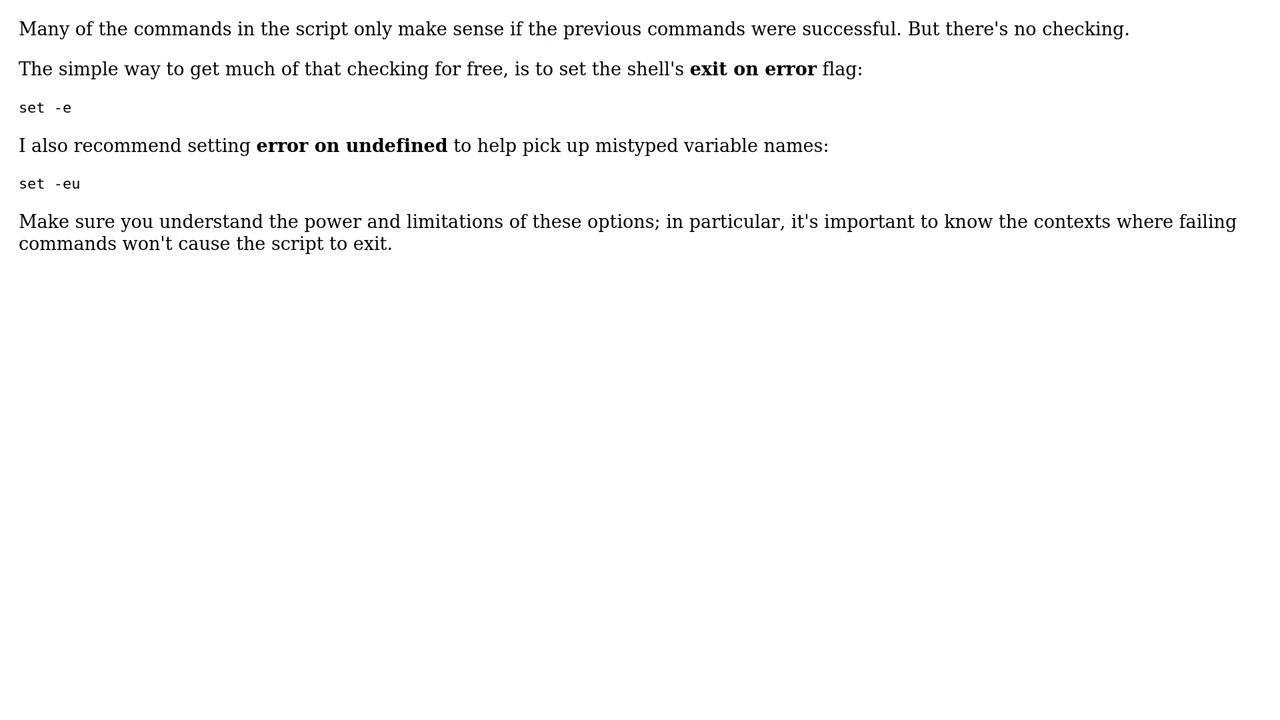 Many of the commands in the script only make sense if the previous commands were successful. But there's no checking.
The simple way to get much of that checking for free, is to set the shell's exit on error flag:
set -e
I also recommend setting error on undefined to help pick up mistyped variable names:
set -eu
Make sure you understand the power and limitations of these options; in particular, it's important to know the contexts where failing
commands won't cause the script to exit.